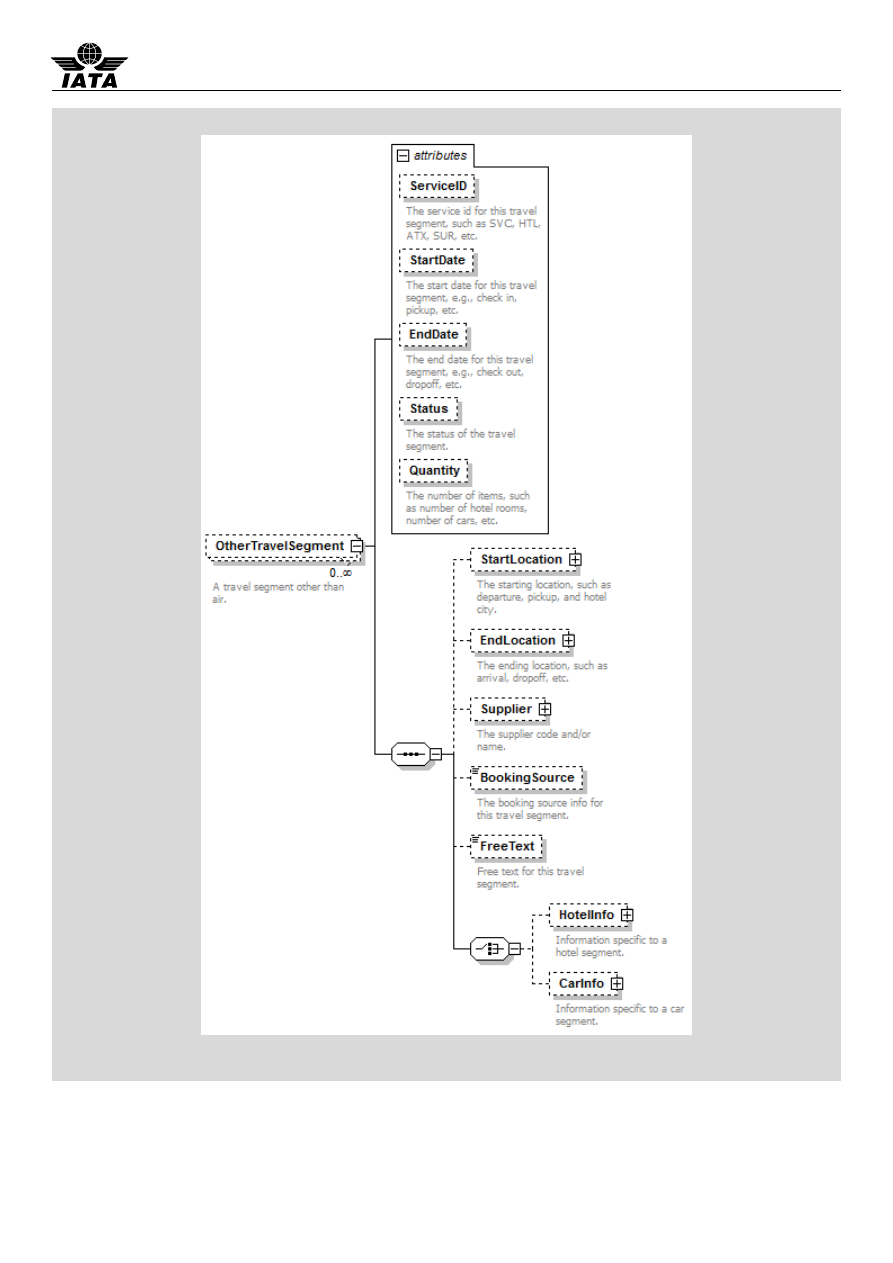 IATA
attributes
ServiceID
The service id for this travel
segment, such as SVC, HTL,
ATX, SUR, etc.
StartDate
The start date for this travel
segment, e.g., check in,
pickup, etc.
EndDate
The end date for this travel
segment, e.g., check out,
dropoff, etc.
Status
The status of the travel
segment.
Quantity
The number of items, such
as number of hotel rooms,
number of cars, etc.
OtherTravelSegment
0..∞
A travel segment other than
air.
StartLocation
The starting location, such as
departure, pickup, and hotel
city.
EndLocation
The ending location, such as
arrival, dropoff, etc.
Supplier
The supplier code and/or
name.
BookingSource
The booking source info for
this travel segment.
FreeText
Free text for this travel
segment.
HotelInfo
Information specific to a
hotel segment.
CarInfo
Information specific to a car
segment.